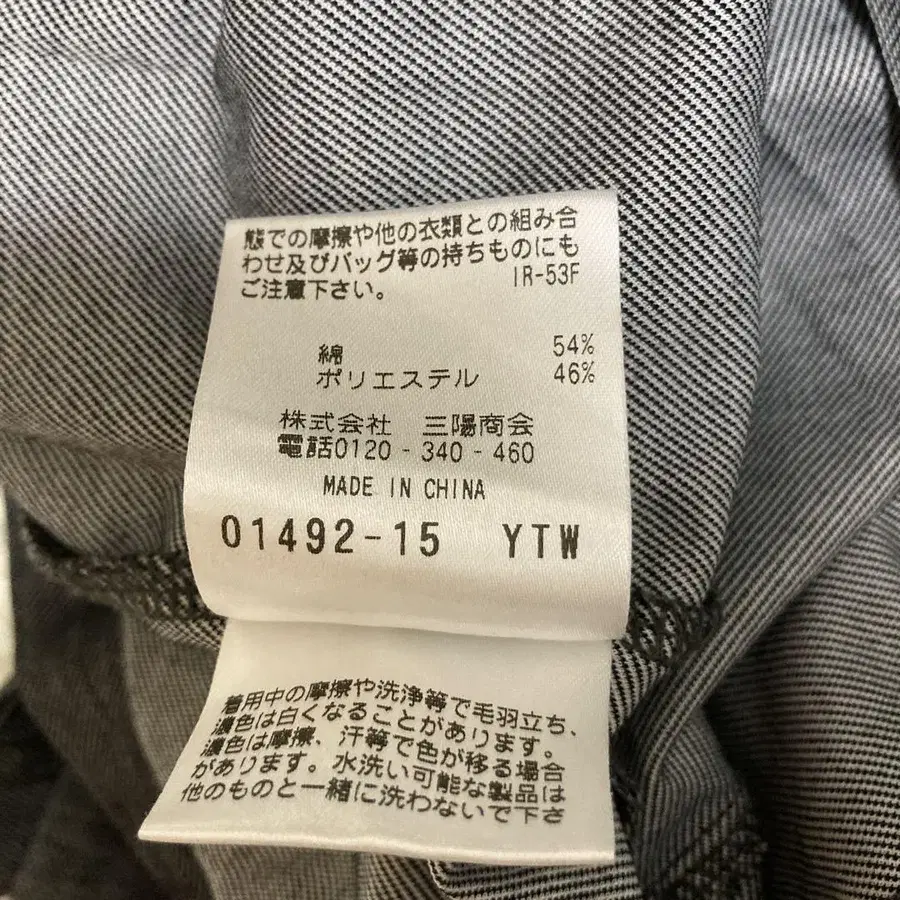 態での摩擦や他の衣類との組み合
わせ及びバッグ等の持ちものにも
ご注意下さい。 IR-53F
綿 54%
ポリエステル 46%
株式会社 三陽商会
電話0120-340-460
MADE IN CHINA
01492-15 YTW
着用中の摩擦や洗浄等で毛羽立ち、
濃色は白くなることがあります。
濃色は摩擦、汗等で色が移る場合
があります。水洗い可能な製品は
他のものと一緒に洗わないで下さ